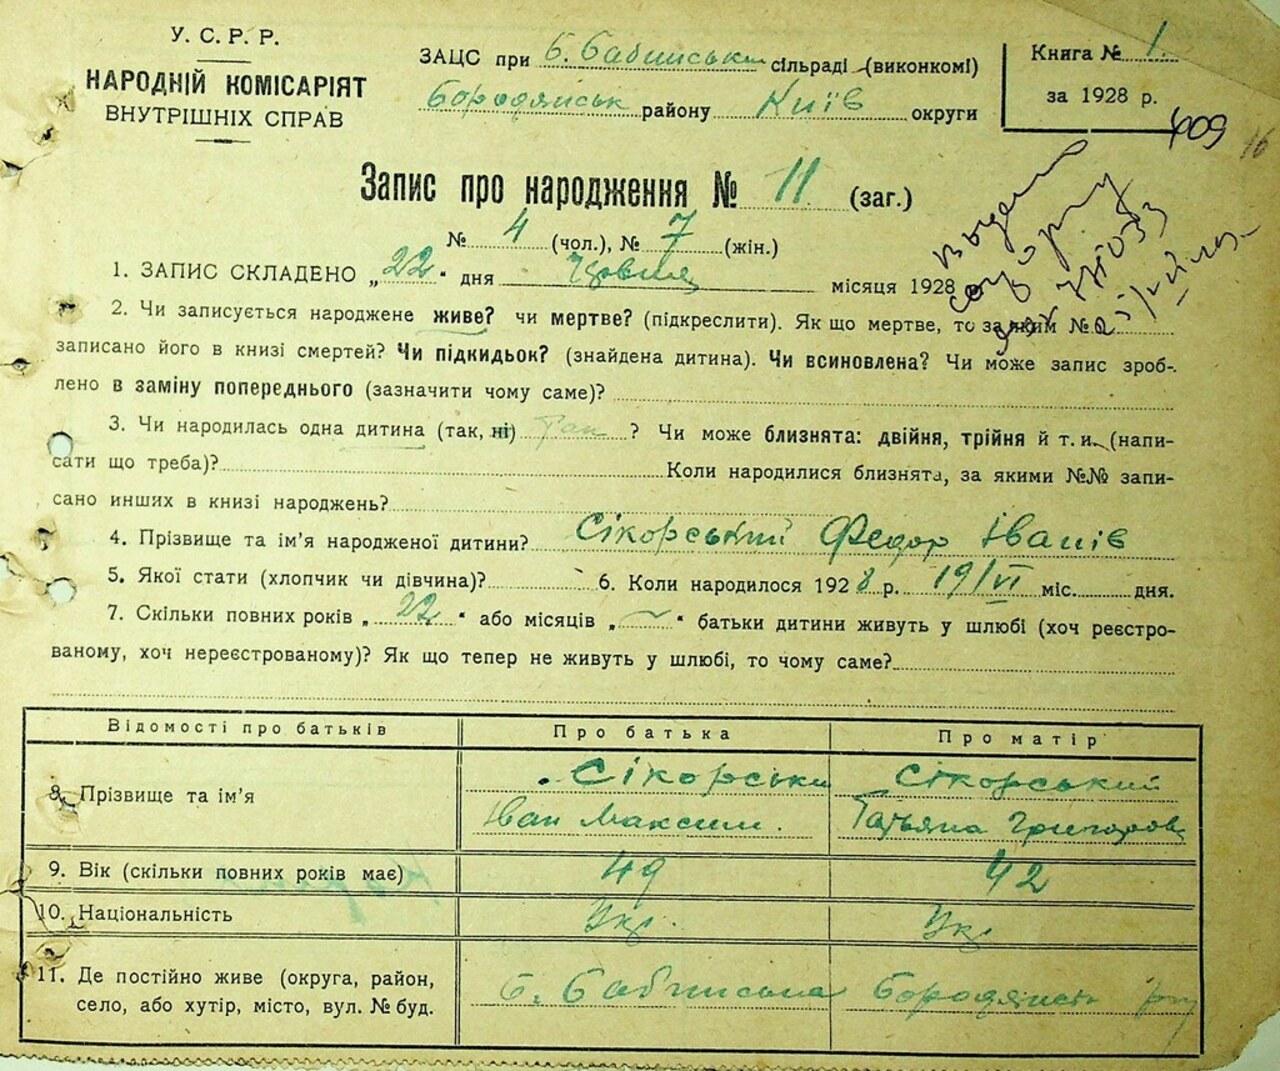 У. С. Р. Р.
НАРОДНІЙ КОМІСАРІЯТ
ВНУТРІШНІХ СПРАВ
ЗАЦС при Б. Бабинській сільраді (виконкомі)
Бородянськ району Київ округи
Книга № 1.
за 1928 р.
409
16
Запис про народження № 11 (заг.)
№ 4 (чол.), № 7 (жін.)
1. ЗАПИС СКЛАДЕНО „22“ дня Червня місяця 1928
2. Чи записується народжене живе? чи мертве? (підкреслити). Як що мертве, то за яким №
записано його в книзі смертей? Чи підкидьок? (знайдена дитина). Чи всиновлена? Чи може запис зроб-
лено в заміну попереднього (зазначити чому саме)?
3. Чи народилась одна дитина (так, ні) Так ? Чи може близнята: двійня, трійня й т. и. (напи-
сати що треба)? Коли народилися близнята, за якими №№ запи-
сано инших в книзі народжень?
4. Прізвище та ім’я народженої дитини? Сікорський Федор Іванів
5. Якої стати (хлопчик чи дівчина)? 6. Коли народилося 1928 р. 19/VI міс. дня.
7. Скільки повних років „22“ або місяців „—“ батьки дитини живуть у шлюбі (хоч реєстро-
ваному, хоч нереєстрованому)? Як що тепер не живуть у шлюбі, то чому саме?
Відомості про батьків Про батька Про матір
8. Прізвище та ім’я Сікорськи Сікорський
Іван Максим. Татьяна Григоров
9. Вік (скільки повних років має) 49 42
10. Національність Укр. Укр
11. Де постійно живе (округа, район,
село, або хутір, місто, вул. № буд. Б. Бабинська Бородянськ р-ну